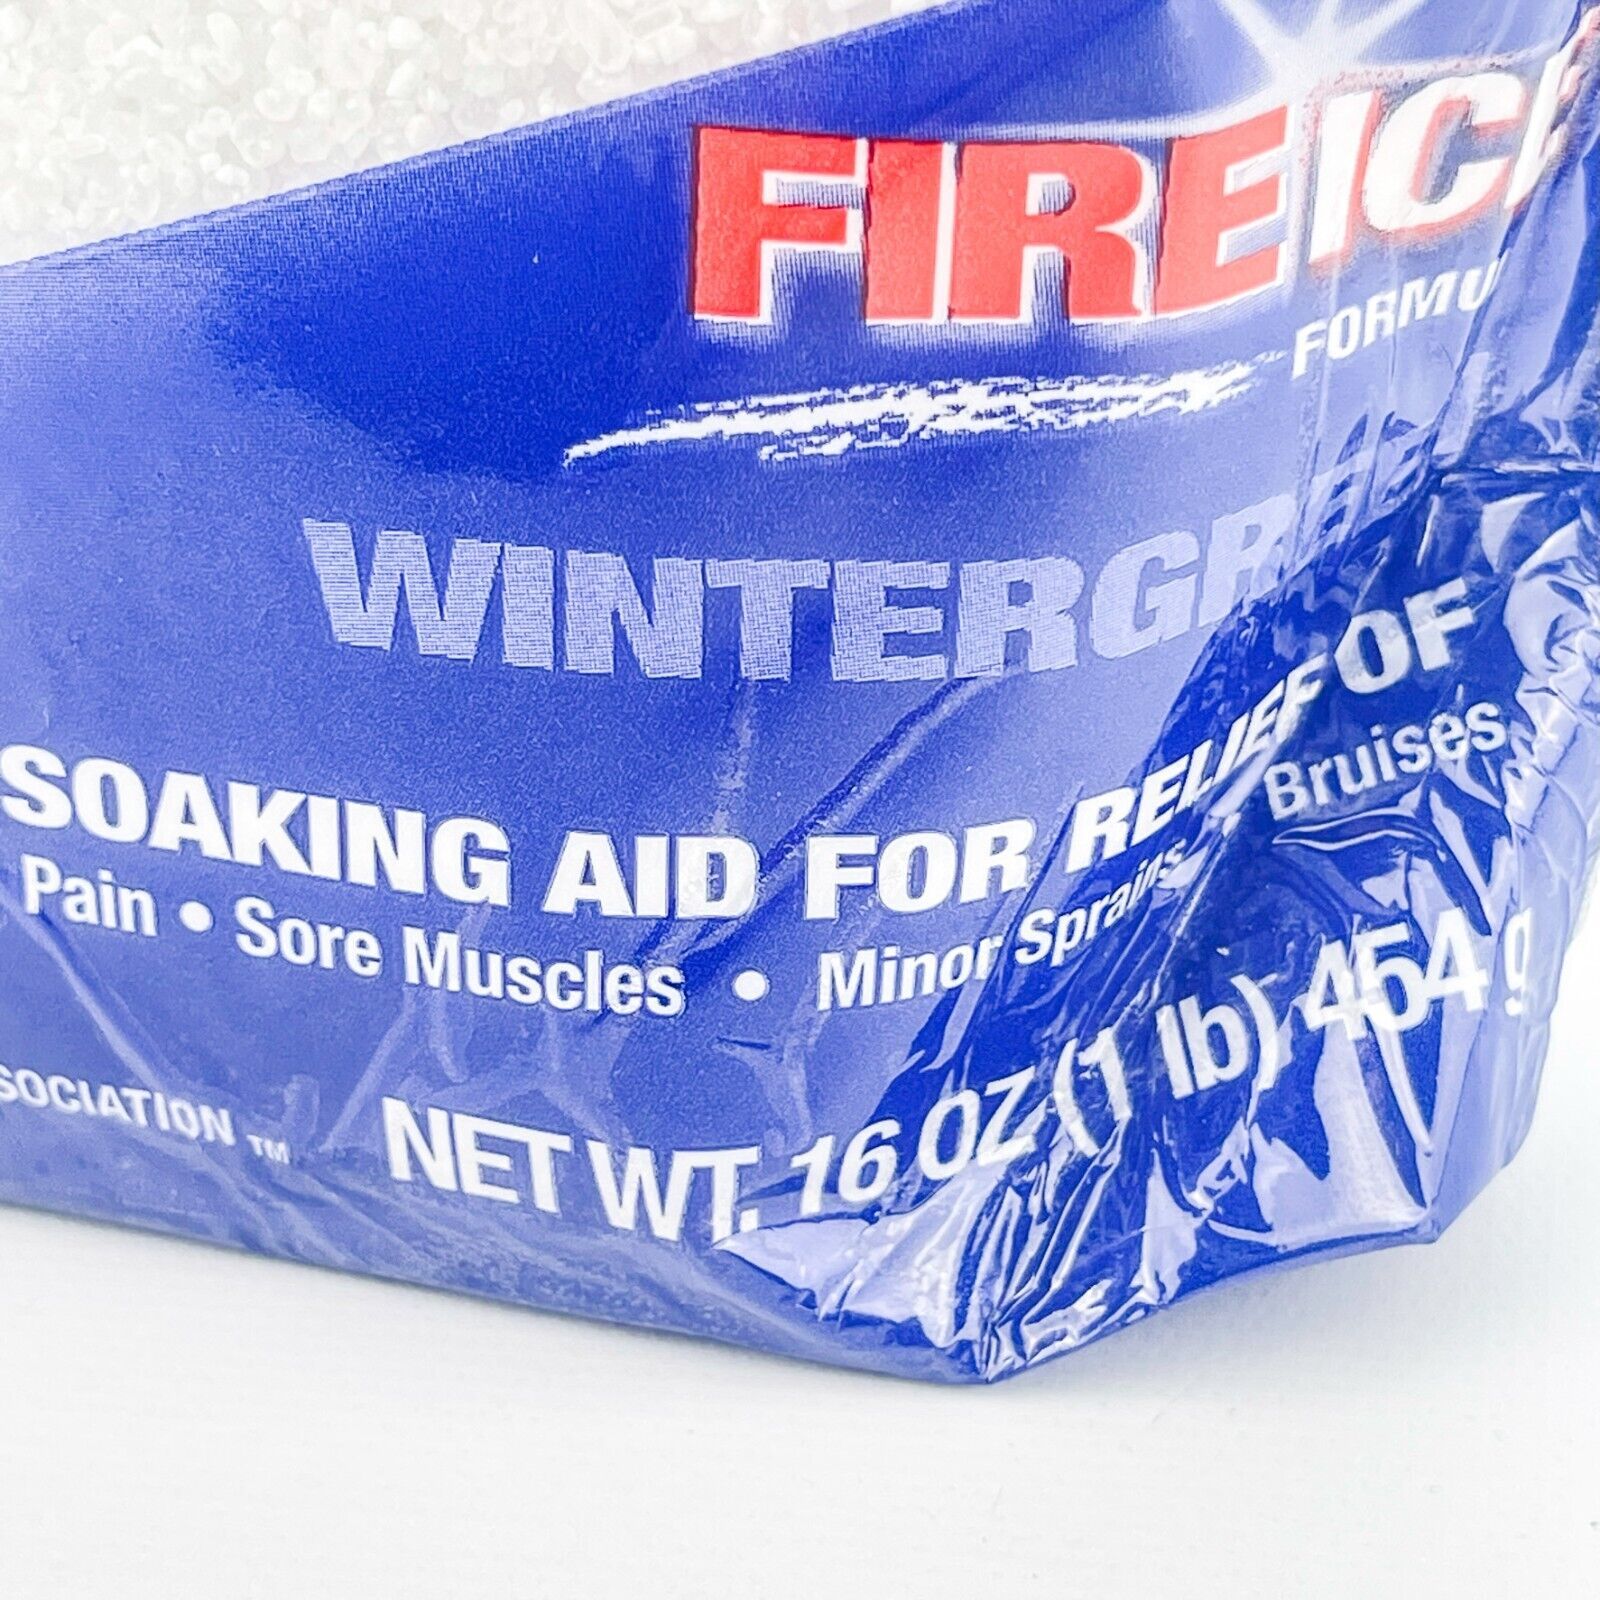 FIRE ICE
FORMU
WINTERGRE
SOAKING AID FOR RELIEF OF
Pain • Sore Muscles • Minor Sprains Bruises
SOCIATION TM
NET WT. 16 OZ (1 lb) 454 g